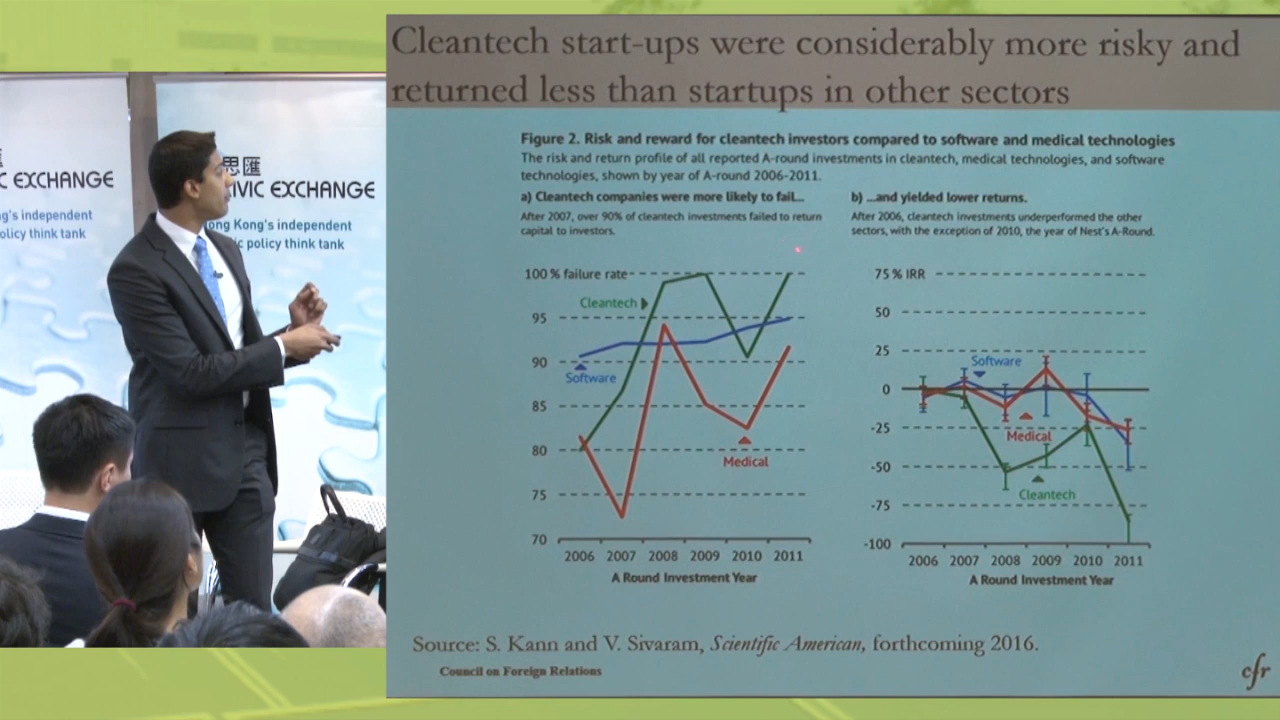 思匯
C EXCHANGE
IVIC EXCHANGE
g's independent
olicy think tank
ong Kong's independent
c policy think tank
Cleantech start-ups were considerably more risky and
returned less than startups in other sectors
Figure 2. Risk and reward for cleantech investors compared to software and medical technologies
The risk and return profile of all reported A-round investments in cleantech, medical technologies, and software
technologies, shown by year of A-round 2006-2011.
a) Cleantech companies were more likely to fail...
After 2007, over 90% of cleantech investments failed to return
capital to investors.
100 % failure rate
Cleantech
95
90
Software
85
80
Medical
75
70
2006 2007 2008 2009 2010 2011
A Round Investment Year
b) ...and yielded lower returns.
After 2006, cleantech investments underperformed the other
sectors, with the exception of 2010, the year of Nest's A-Round.
75 % IRR
50
25
Software
0
-25
Medical
-50
Cleantech
-75
-100
2006 2007 2008 2009 2010 2011
A Round Investment Year
Source: S. Kann and V. Sivaram, Scientific American, forthcoming 2016.
Council on Foreign Relations
cfr